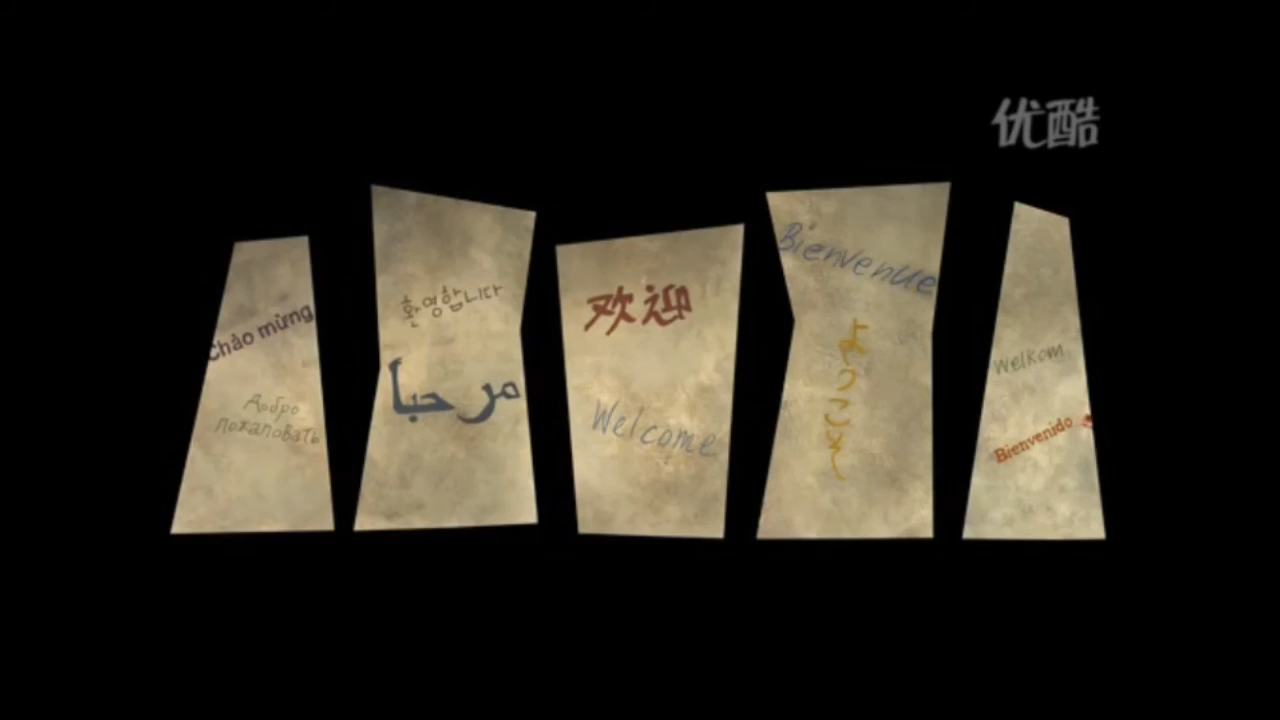 优酷
Chào mừng
Добро
пожаловать
환영합니다
مرحباً
欢迎
Welcome
Bienvenue
ようこそ
Welkom
Bienvenido